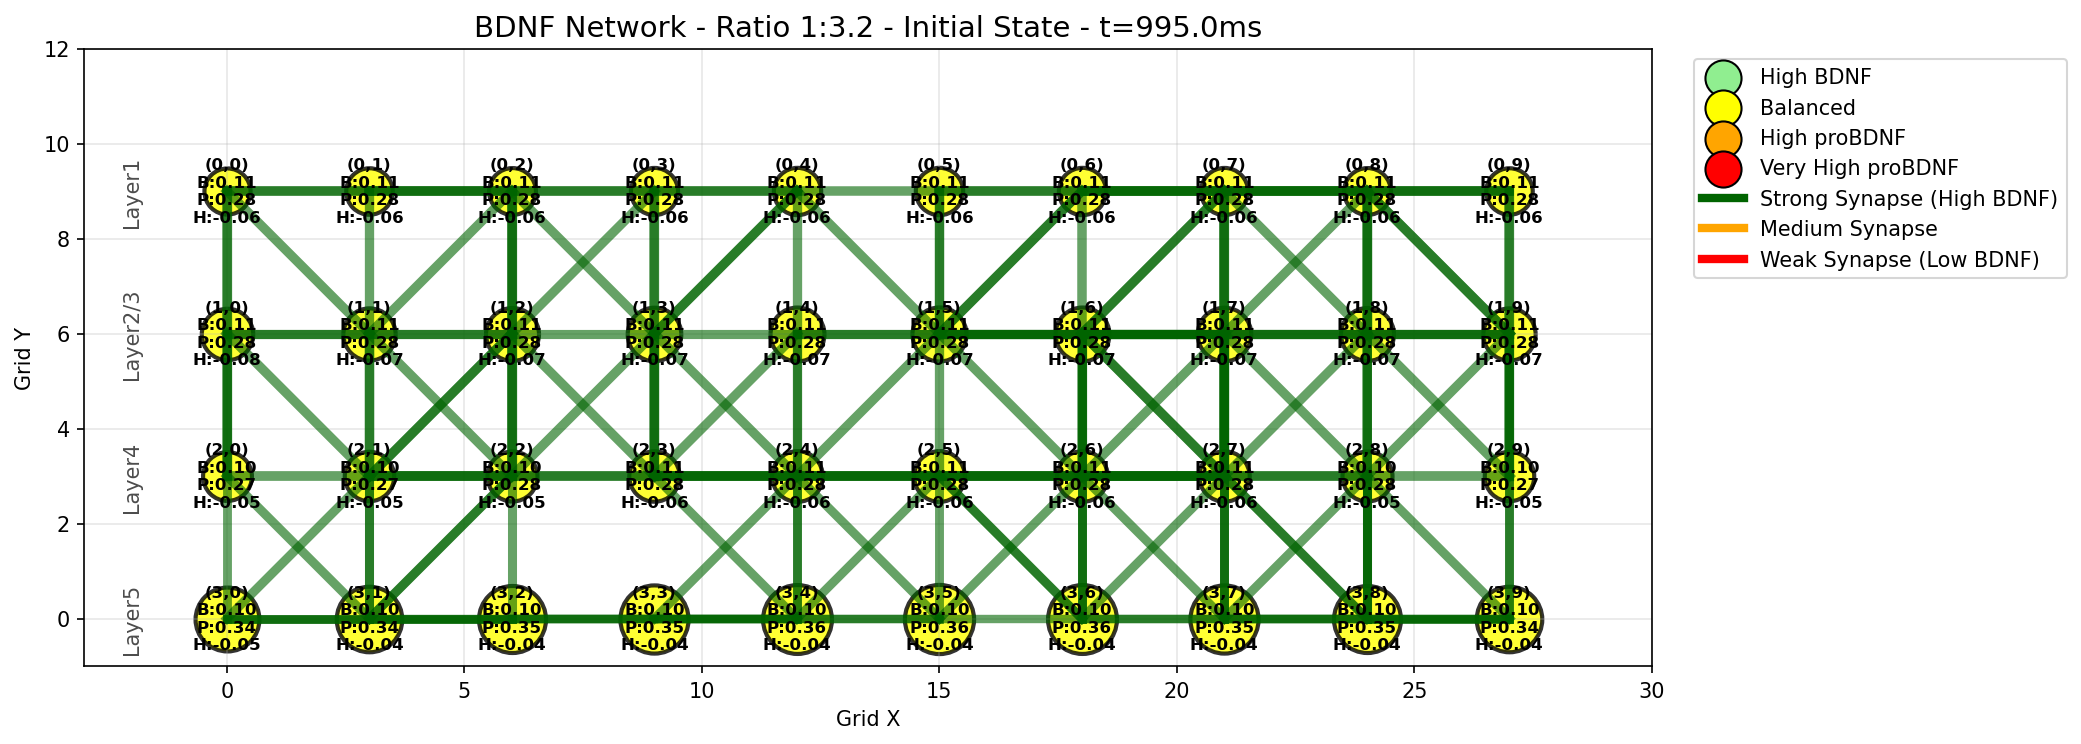 BDNF Network - Ratio 1:3.2 - Initial State - t=995.0ms
12
10
8
6
4
2
0
Grid Y
Layer1
Layer2/3
Layer4
Layer5
(0,0) (0,1) (0,2) (0,3) (0,4) (0,5) (0,6) (0,7) (0,8) (0,9)
B:0.11 B:0.11 B:0.11 B:0.11 B:0.11 B:0.11 B:0.11 B:0.11 B:0.11 B:0.11
P:0.28 P:0.28 P:0.28 P:0.28 P:0.28 P:0.28 P:0.28 P:0.28 P:0.28 P:0.28
H:-0.06 H:-0.06 H:-0.06 H:-0.06 H:-0.06 H:-0.06 H:-0.06 H:-0.06 H:-0.06 H:-0.06
(1,0) (1,1) (1,2) (1,3) (1,4) (1,5) (1,6) (1,7) (1,8) (1,9)
B:0.11 B:0.11 B:0.11 B:0.11 B:0.11 B:0.11 B:0.11 B:0.11 B:0.11 B:0.11
P:0.28 P:0.28 P:0.28 P:0.28 P:0.28 P:0.28 P:0.28 P:0.28 P:0.28 P:0.28
H:-0.08 H:-0.07 H:-0.07 H:-0.07 H:-0.07 H:-0.07 H:-0.07 H:-0.07 H:-0.07 H:-0.07
(2,0) (2,1) (2,2) (2,3) (2,4) (2,5) (2,6) (2,7) (2,8) (2,9)
B:0.10 B:0.10 B:0.10 B:0.11 B:0.11 B:0.11 B:0.11 B:0.11 B:0.10 B:0.10
P:0.27 P:0.27 P:0.28 P:0.28 P:0.28 P:0.28 P:0.28 P:0.28 P:0.28 P:0.27
H:-0.05 H:-0.05 H:-0.05 H:-0.06 H:-0.06 H:-0.06 H:-0.06 H:-0.06 H:-0.05 H:-0.05
(3,0) (3,1) (3,2) (3,3) (3,4) (3,5) (3,6) (3,7) (3,8) (3,9)
B:0.10 B:0.10 B:0.10 B:0.10 B:0.10 B:0.10 B:0.10 B:0.10 B:0.10 B:0.10
P:0.34 P:0.34 P:0.35 P:0.35 P:0.36 P:0.36 P:0.36 P:0.35 P:0.35 P:0.34
H:-0.05 H:-0.04 H:-0.04 H:-0.04 H:-0.04 H:-0.04 H:-0.04 H:-0.04 H:-0.04 H:-0.04
0 5 10 15 20 25 30
Grid X
High BDNF
Balanced
High proBDNF
Very High proBDNF
Strong Synapse (High BDNF)
Medium Synapse
Weak Synapse (Low BDNF)